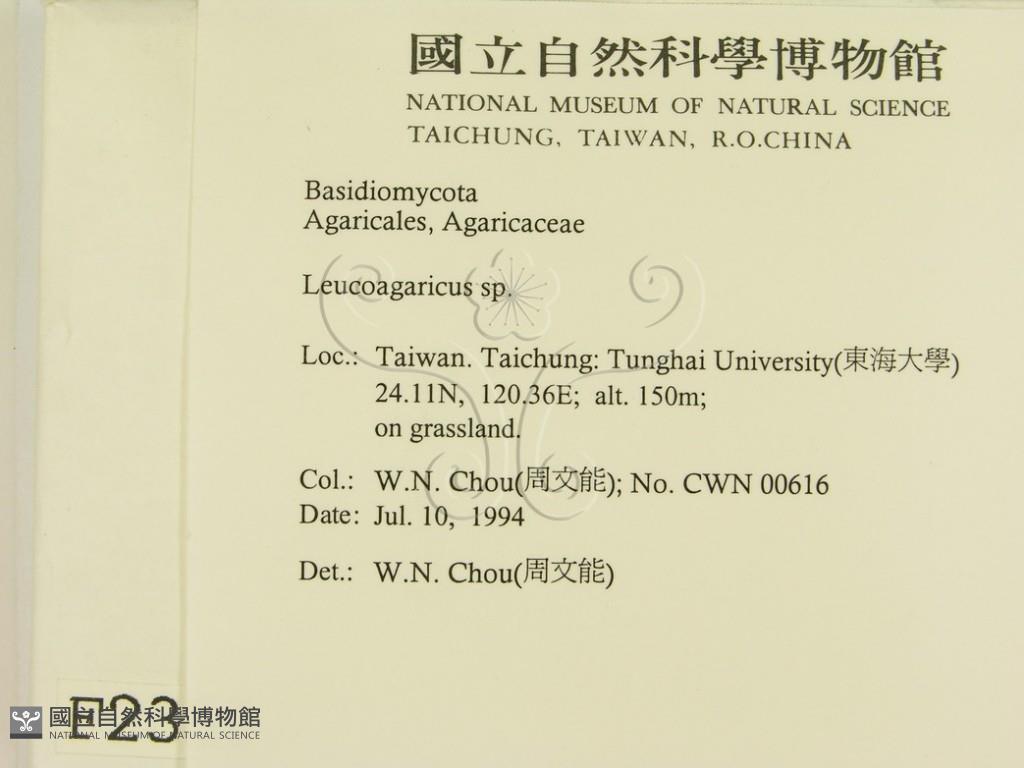 國立自然科學博物館
NATIONAL MUSEUM OF NATURAL SCIENCE
TAICHUNG, TAIWAN, R.O.CHINA
Basidiomycota
Agaricales, Agaricaceae
Leucoagaricus sp.
Loc.: Taiwan. Taichung: Tunghai University(東海大學)
24.11N, 120.36E; alt. 150m;
on grassland.
Col.: W.N. Chou(周文能); No. CWN 00616
Date: Jul. 10, 1994
Det.: W.N. Chou(周文能)
E23
國立自然科學博物館
NATIONAL MUSEUM OF NATURAL SCIENCE